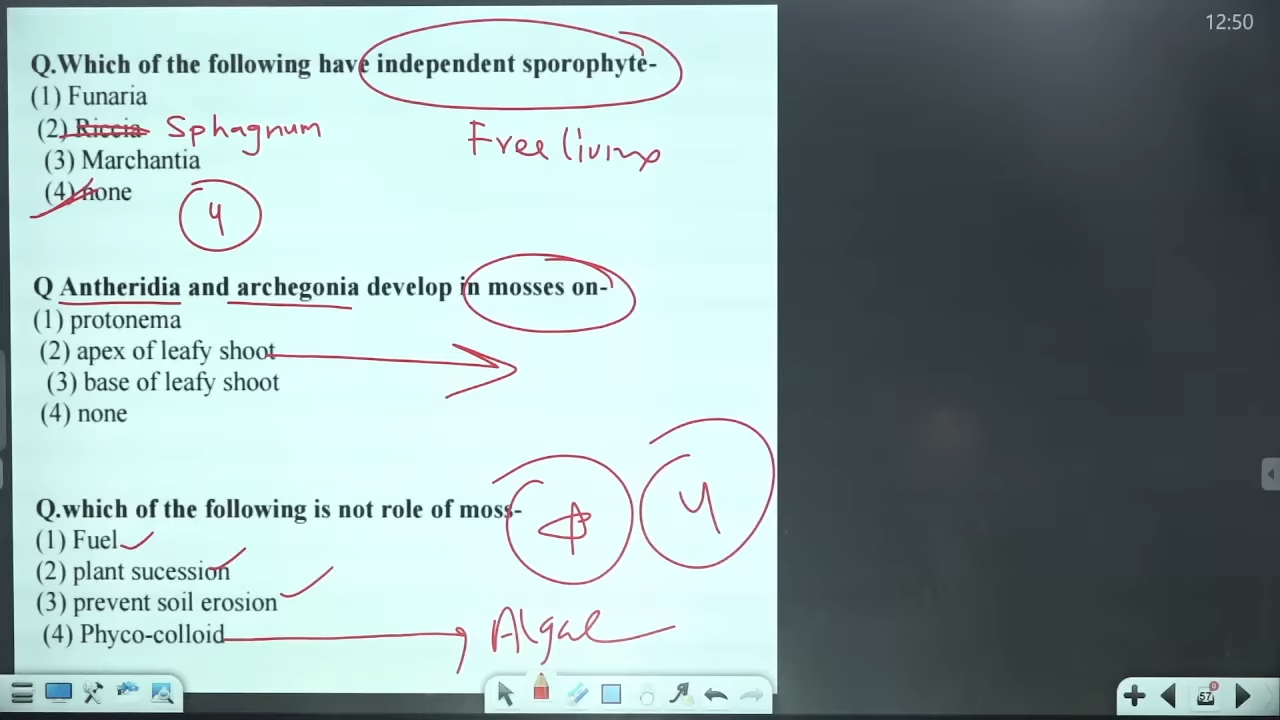 12:50
Q.Which of the following have independent sporophyte-
(1) Funaria
(2) Riccia Sphagnum
Free living
(3) Marchantia
(4) none
4
Q Antheridia and archegonia develop in mosses on-
(1) protonema
(2) apex of leafy shoot
(3) base of leafy shoot
(4) none
4
Q.which of the following is not role of moss-
(1) Fuel
(2) plant sucession
(3) prevent soil erosion
(4) Phyco-colloid Algae
57